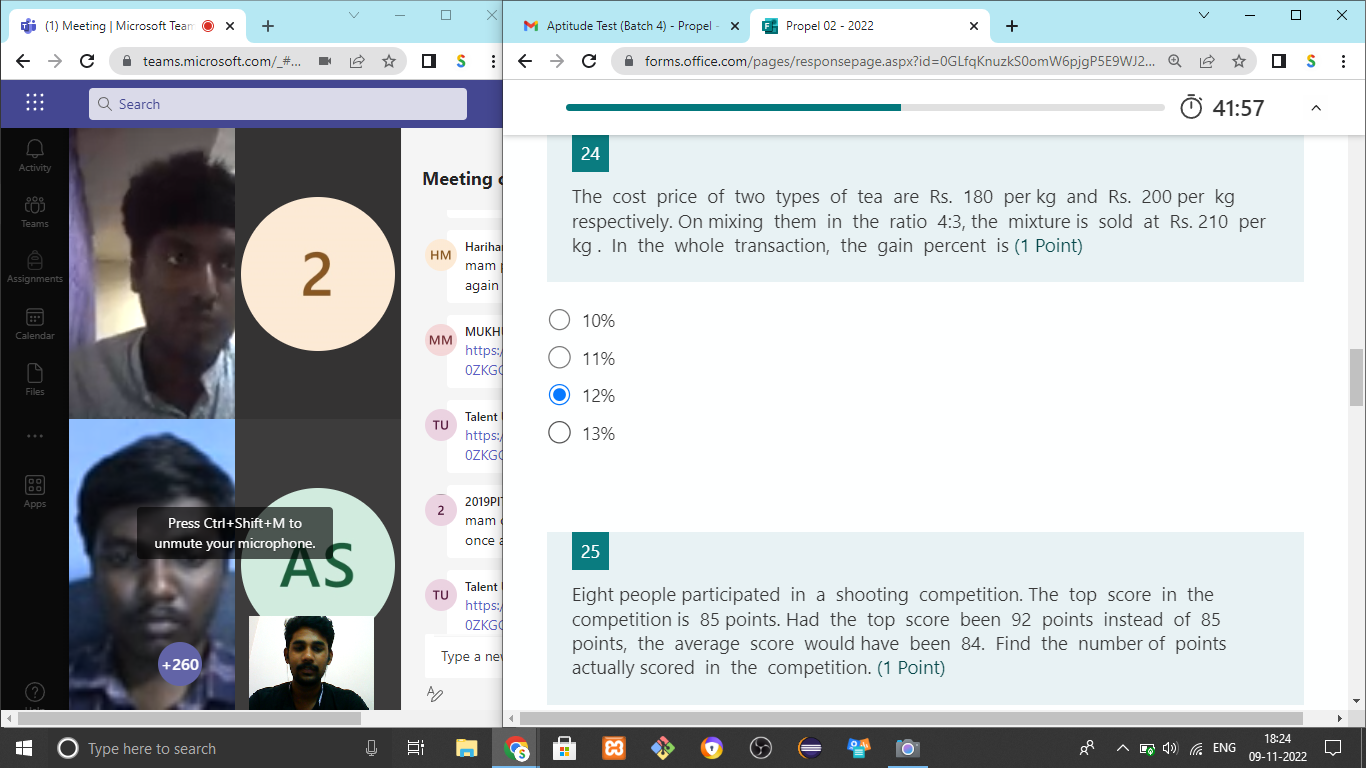 (1) Meeting | Microsoft Team
teams.microsoft.com/_#...
Search
Activity
Teams
Assignments
Calendar
Files
Apps
Help
2
AS
+260
Press Ctrl+Shift+M to
unmute your microphone.
Meeting
HM
Harihar
mam
again
MM
MUKH
https:/
0ZKG
TU
Talent
https:/
0ZKG
2
2019PIT
mam
once a
TU
Talent
https:/
0ZKG
Type a new
Aptitude Test (Batch 4) - Propel -
Propel 02 - 2022
forms.office.com/pages/responsepage.aspx?id=0GLfqKnuzkS0omW6pjgP5E9WJ2...
41:57
24
The cost price of two types of tea are Rs. 180 per kg and Rs. 200 per kg
respectively. On mixing them in the ratio 4:3, the mixture is sold at Rs. 210 per
kg . In the whole transaction, the gain percent is (1 Point)
10%
11%
12%
13%
25
Eight people participated in a shooting competition. The top score in the
competition is 85 points. Had the top score been 92 points instead of 85
points, the average score would have been 84. Find the number of points
actually scored in the competition. (1 Point)
Type here to search
ENG
18:24
09-11-2022